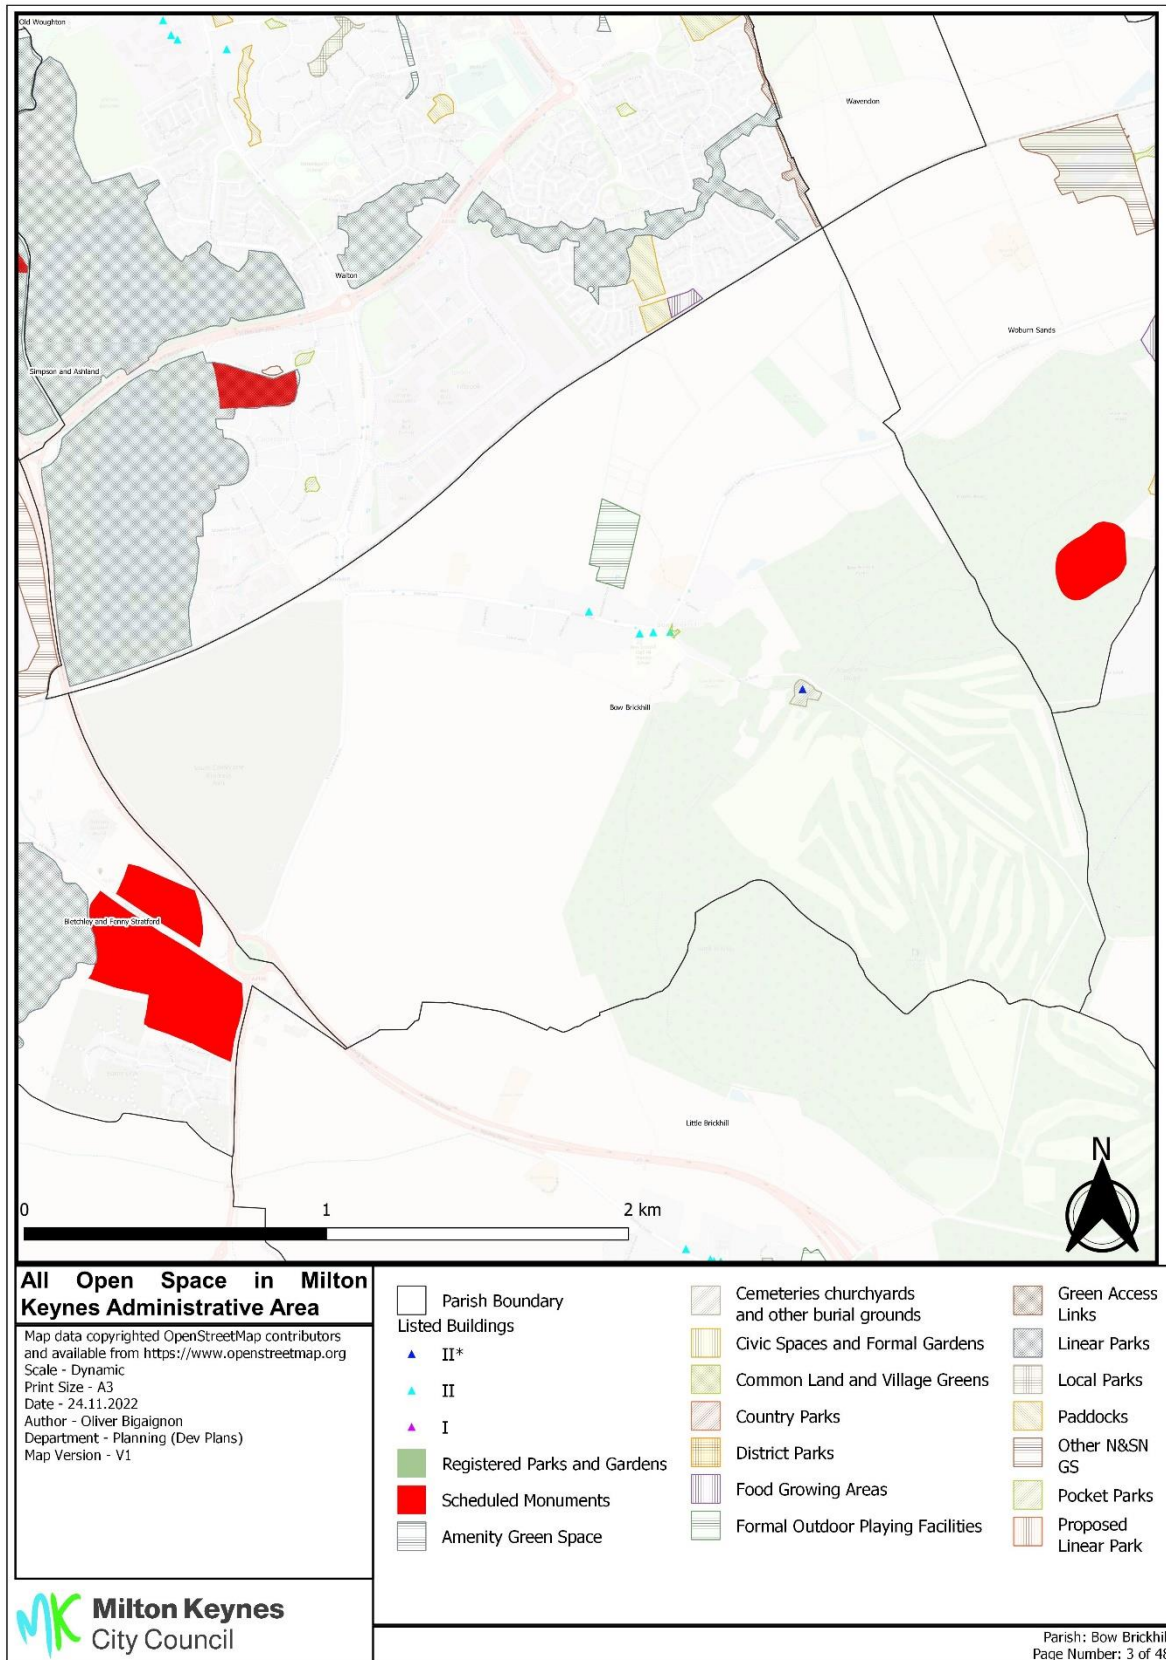 Old Woughton
Wavendon
Walton
Woburn Sands
Simpson and Ashland
Bow Brickhill
Bletchley and Fenny Stratford
Little Brickhill
N
0 1 2 km
All Open Space in Milton
Keynes Administrative Area
Map data copyrighted OpenStreetMap contributors
and available from https://www.openstreetmap.org
Scale - Dynamic
Print Size - A3
Date - 24.11.2022
Author - Oliver Bigaignon
Department - Planning (Dev Plans)
Map Version - V1
MK Milton Keynes
City Council
Parish Boundary
Listed Buildings
II*
II
I
Registered Parks and Gardens
Scheduled Monuments
Amenity Green Space
Cemeteries churchyards
and other burial grounds
Civic Spaces and Formal Gardens
Common Land and Village Greens
Country Parks
District Parks
Food Growing Areas
Formal Outdoor Playing Facilities
Green Access
Links
Linear Parks
Local Parks
Paddocks
Other N&SN
GS
Pocket Parks
Proposed
Linear Park
Parish: Bow Brickhill
Page Number: 3 of 48